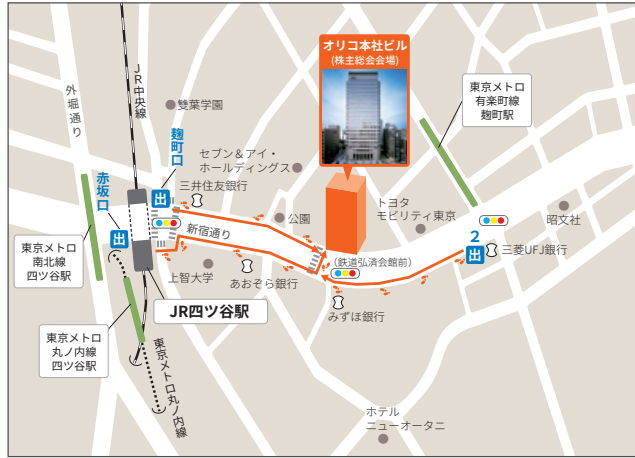 オリコ本社ビル
(株主総会会場)
JR中央線
外堀通り
雙葉学園
麹町口
東京メトロ
有楽町線
麹町駅
セブン＆アイ・
ホールディングス
赤坂口
出
三井住友銀行
トヨタ
モビリティ東京
昭文社
公園
出
新宿通り
2
出
三菱UFJ銀行
東京メトロ
南北線
四ツ谷駅
上智大学
あおぞら銀行
(鉄道弘済会館前)
JR四ツ谷駅
みずほ銀行
東京メトロ
丸ノ内線
四ツ谷駅
東京メトロ丸ノ内線
ホテル
ニューオータニ